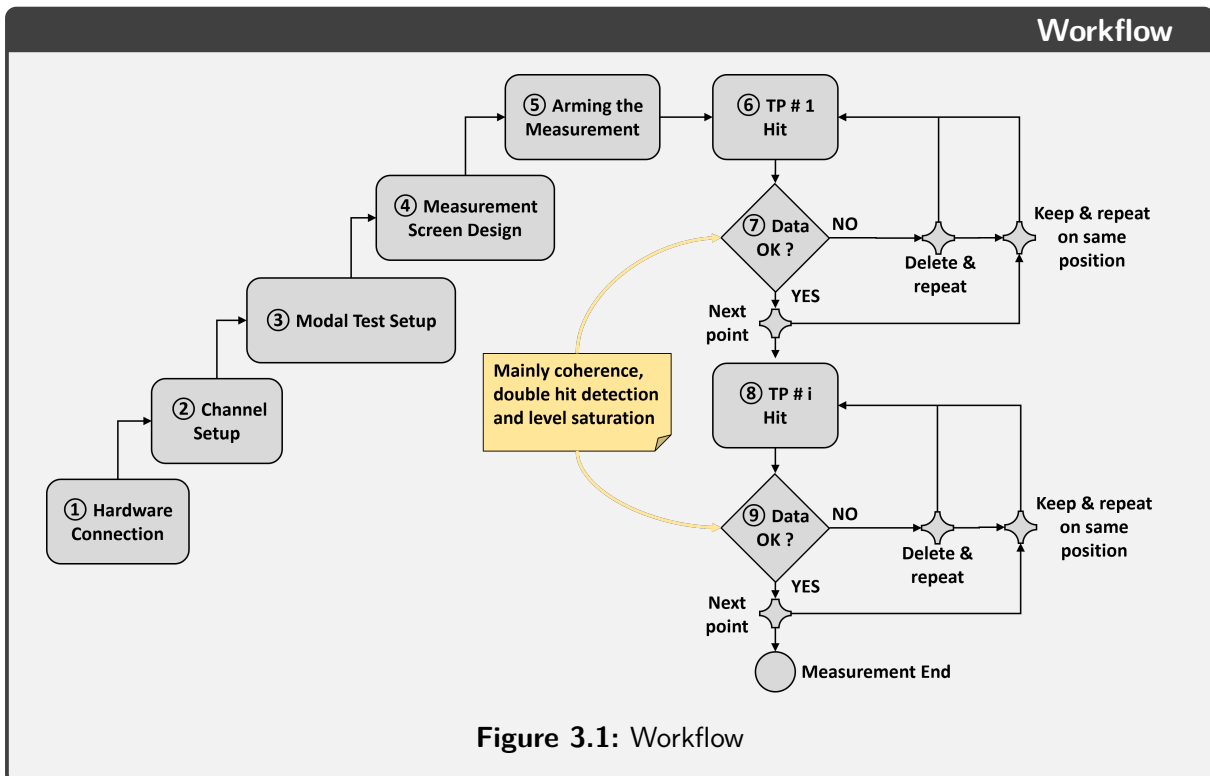 Workflow
⑤ Arming the
Measurement
⑥ TP # 1
Hit
④ Measurement
Screen Design
⑦ Data
OK ?
NO
Delete &
repeat
Keep & repeat
on same
position
YES
Next
point
③ Modal Test Setup
Mainly coherence,
double hit detection
and level saturation
② Channel
Setup
⑧ TP # i
Hit
① Hardware
Connection
⑨ Data
OK ?
NO
Delete &
repeat
Keep & repeat
on same
position
YES
Next
point
Measurement End
Figure 3.1: Workflow